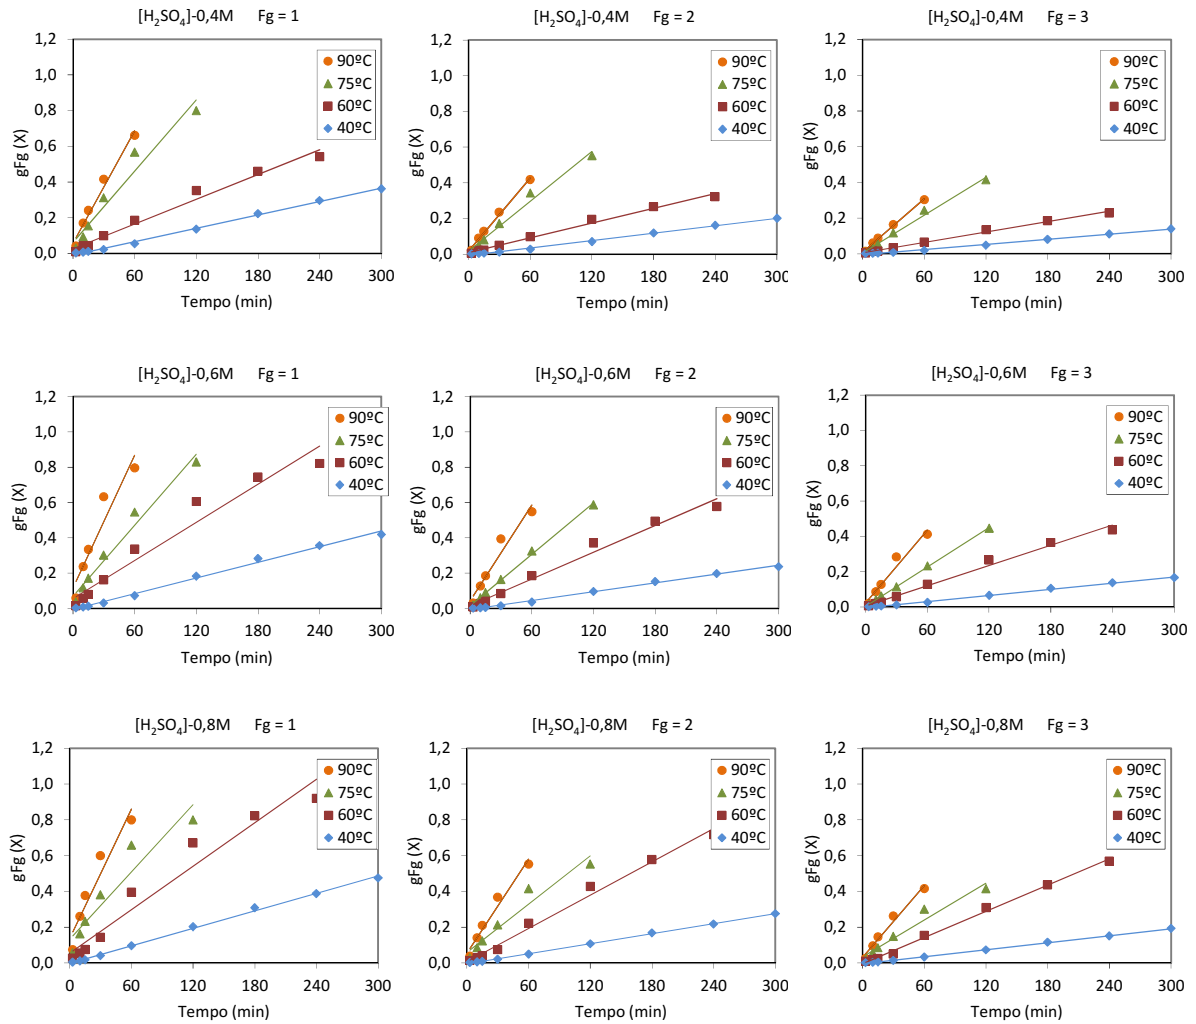 [H₂SO₄]-0,4M Fg = 1
1,2
1,0
0,8
0,6
0,4
0,2
0,0
gFg (X)
90ºC
75ºC
60ºC
40ºC
0 60 120 180 240 300
Tempo (min)
[H₂SO₄]-0,4M Fg = 2
1,2
1,0
0,8
0,6
0,4
0,2
0,0
gFg (X)
90ºC
75ºC
60ºC
40ºC
0 60 120 180 240 300
Tempo (min)
[H₂SO₄]-0,4M Fg = 3
1,2
1,0
0,8
0,6
0,4
0,2
0,0
gFg (X)
90ºC
75ºC
60ºC
40ºC
0 60 120 180 240 300
Tempo (min)
[H₂SO₄]-0,6M Fg = 1
1,2
1,0
0,8
0,6
0,4
0,2
0,0
gFg (X)
90ºC
75ºC
60ºC
40ºC
0 60 120 180 240 300
Tempo (min)
[H₂SO₄]-0,6M Fg = 2
1,2
1,0
0,8
0,6
0,4
0,2
0,0
gFg (X)
90ºC
75ºC
60ºC
40ºC
0 60 120 180 240 300
Tempo (min)
[H₂SO₄]-0,6M Fg = 3
1,2
1,0
0,8
0,6
0,4
0,2
0,0
gFg (X)
90ºC
75ºC
60ºC
40ºC
0 60 120 180 240 300
Tempo (min)
[H₂SO₄]-0,8M Fg = 1
1,2
1,0
0,8
0,6
0,4
0,2
0,0
gFg (X)
90ºC
75ºC
60ºC
40ºC
0 60 120 180 240 300
Tempo (min)
[H₂SO₄]-0,8M Fg = 2
1,2
1,0
0,8
0,6
0,4
0,2
0,0
gFg (X)
90ºC
75ºC
60ºC
40ºC
0 60 120 180 240 300
Tempo (min)
[H₂SO₄]-0,8M Fg = 3
1,2
1,0
0,8
0,6
0,4
0,2
0,0
gFg (X)
90ºC
75ºC
60ºC
40ºC
0 60 120 180 240 300
Tempo (min)